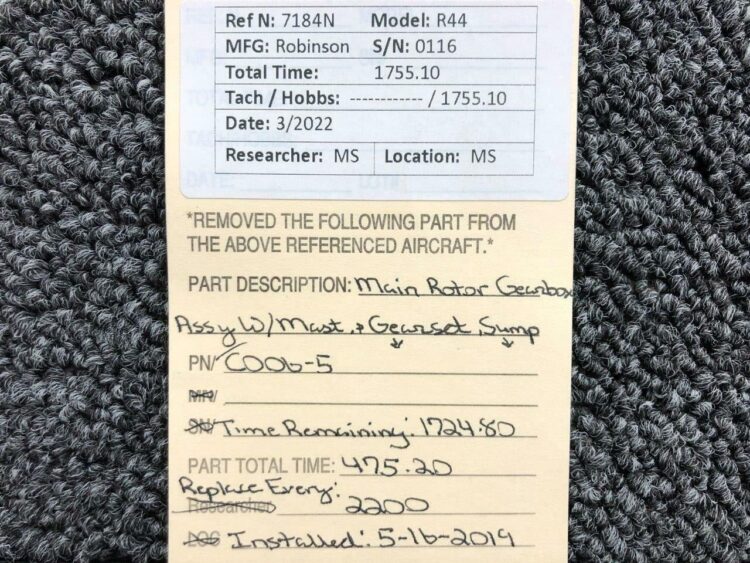 Ref N: 7184N Model: R44
MFG: Robinson S/N: 0116
Total Time: 1755.10
Tach / Hobbs: ------------ / 1755.10
Date: 3/2022
Researcher: MS Location: MS
*REMOVED THE FOLLOWING PART FROM
THE ABOVE REFERENCED AIRCRAFT.*
PART DESCRIPTION: Main Rotor Gearbox
Assy W/Mast, & Gearset, Sump
PN/ C006-5
MN/
SN/ Time Remaining: 1724.80
PART TOTAL TIME: 475.20
Replace Every:
Researcher 2200
LOC Installed: 5-16-2019